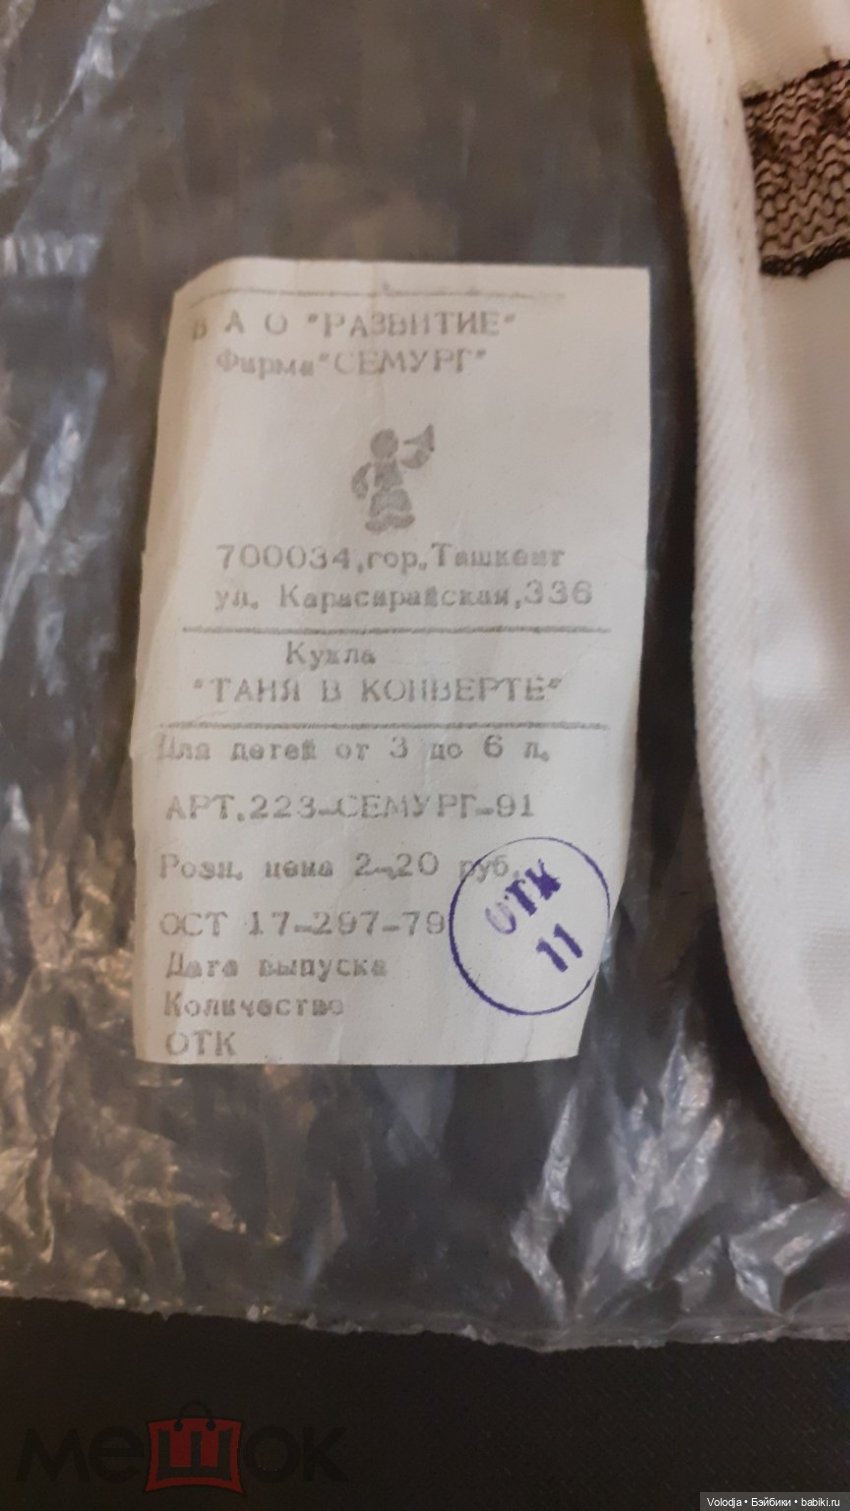 В А О "РАЗВИТИЕ"
Фирма "СЕМУРГ"
700034, гор. Ташкент
ул. Карасарайская, 336
Кукла
"ТАНЯ В КОНВЕРТЕ"
Для детей от 3 до 6 л.
АРТ.223-СЕМУРГ-91
Розн. цена 2-20 руб.
ОСТ 17-297-79
Дата выпуска
Количество
ОТК
ОТК
11
мешок
Volodja • Бэйбики • babiki.ru